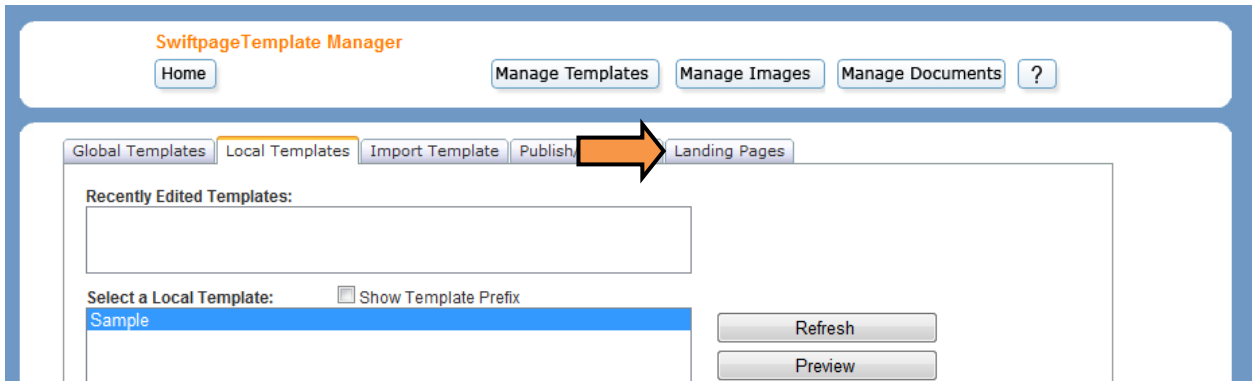 SwiftpageTemplate Manager
Home Manage Templates Manage Images Manage Documents ?
Global Templates Local Templates Import Template Publish/ Landing Pages
Recently Edited Templates:
Select a Local Template: Show Template Prefix
Sample
Refresh
Preview